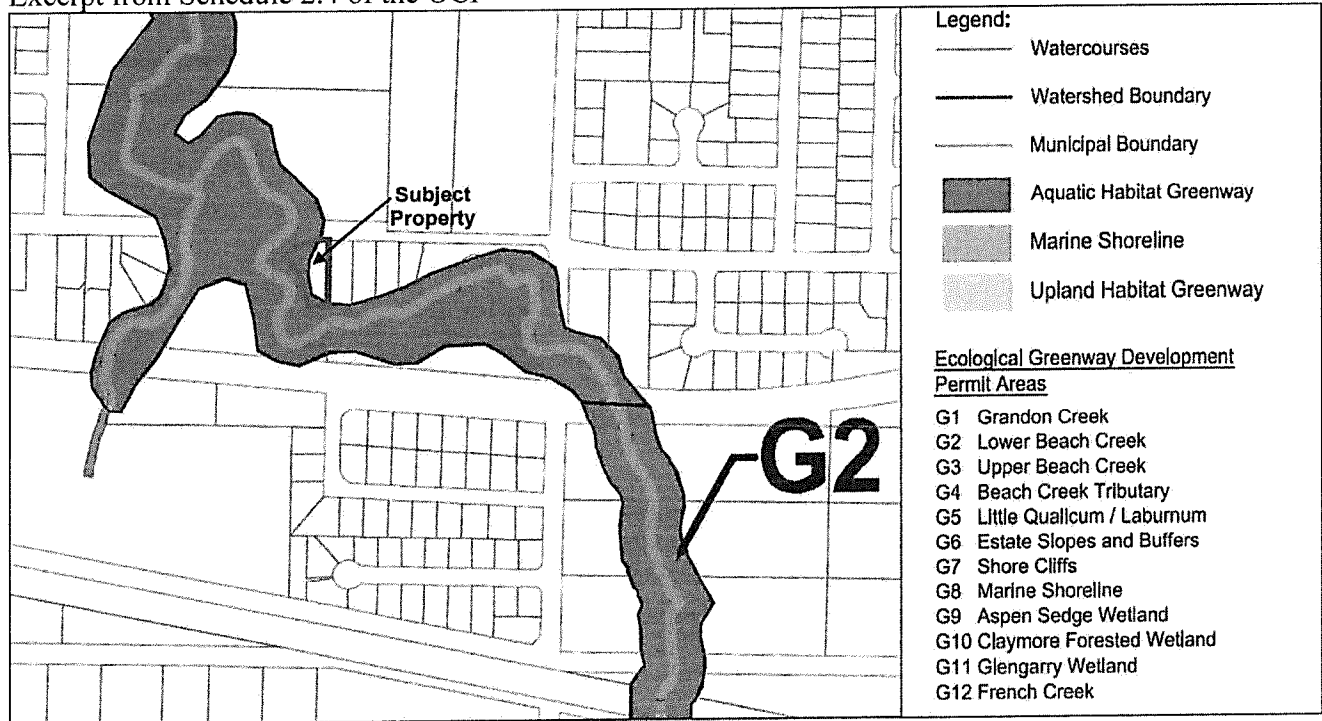 Excerpt from Schedule 2.4 of the OCP
Subject
Property
G2
Legend:
Watercourses
Watershed Boundary
Municipal Boundary
Aquatic Habitat Greenway
Marine Shoreline
Upland Habitat Greenway
Ecological Greenway Development
Permit Areas
G1 Grandon Creek
G2 Lower Beach Creek
G3 Upper Beach Creek
G4 Beach Creek Tributary
G5 Little Qualicum / Laburnum
G6 Estate Slopes and Buffers
G7 Shore Cliffs
G8 Marine Shoreline
G9 Aspen Sedge Wetland
G10 Claymore Forested Wetland
G11 Glengarry Wetland
G12 French Creek